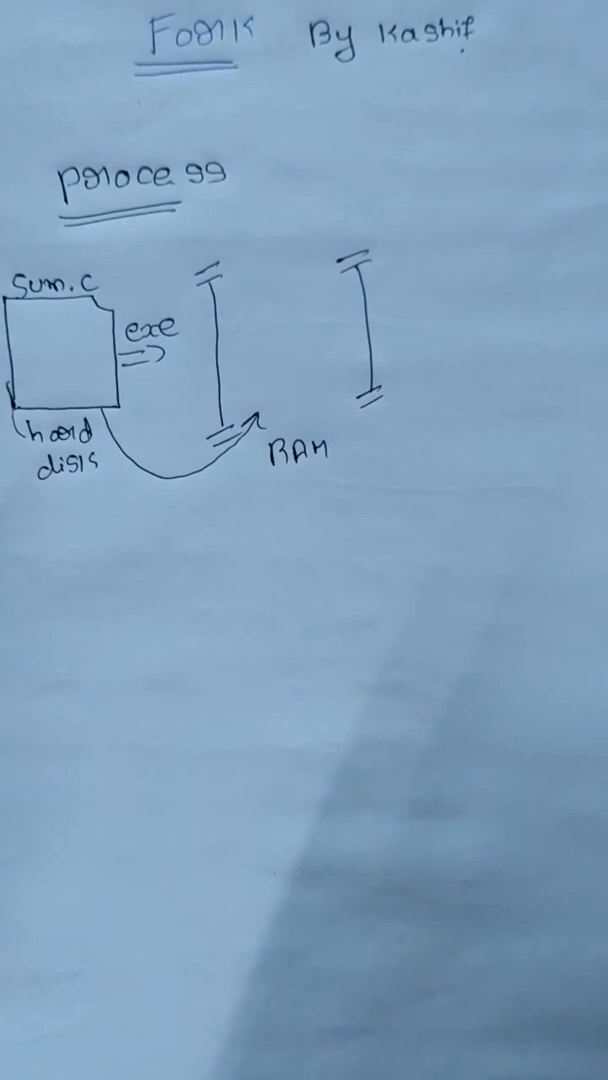 Fork By Kashif
process
Sum.c
exe
hard
disk
RAM